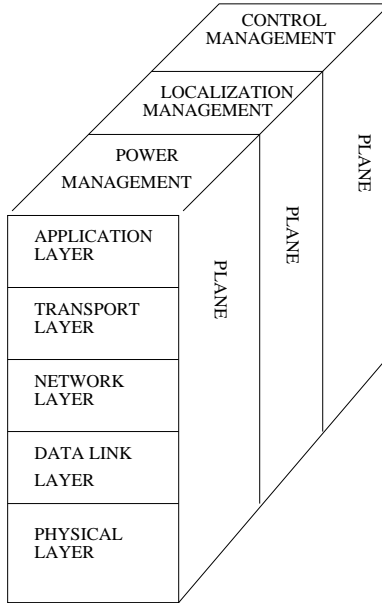 CONTROL
MANAGEMENT
LOCALIZATION
MANAGEMENT
POWER
MANAGEMENT
PLANE
PLANE
PLANE
APPLICATION
LAYER
TRANSPORT
LAYER
NETWORK
LAYER
DATA LINK
LAYER
PHYSICAL
LAYER